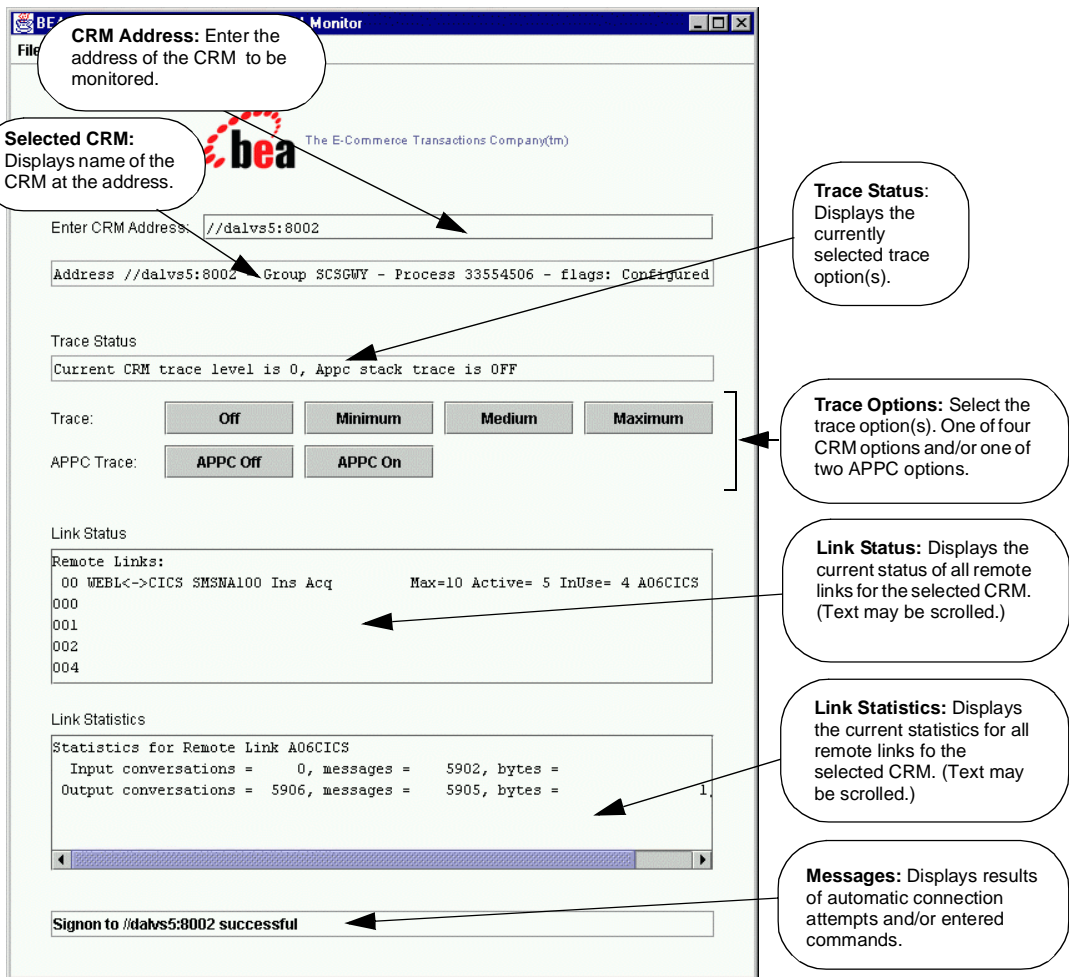 BEA
Monitor
File
CRM Address: Enter the
address of the CRM to be
monitored.
Selected CRM:
Displays name of the
CRM at the address.
bea
The E-Commerce Transactions Company(tm)
Enter CRM Address: //dalvs5:8002
Address //dalvs5:8002 - Group SCSGWY - Process 33554506 - flags: Configured
Trace Status
Current CRM trace level is 0, Appc stack trace is OFF
Trace: Off Minimum Medium Maximum
APPC Trace: APPC Off APPC On
Link Status
Remote Links:
00 WEBL<->CICS SMSNA100 Ins Acq Max=10 Active= 5 InUse= 4 A06CICS
000
001
002
004
Link Statistics
Statistics for Remote Link A06CICS
Input conversations = 0, messages = 5902, bytes =
Output conversations = 5906, messages = 5905, bytes = 1,
Signon to //dalvs5:8002 successful
Trace Status:
Displays the
currently
selected trace
option(s).
Trace Options: Select the
trace option(s). One of four
CRM options and/or one of
two APPC options.
Link Status: Displays the
current status of all remote
links for the selected CRM.
(Text may be scrolled.)
Link Statistics: Displays
the current statistics for all
remote links fo the
selected CRM. (Text may
be scrolled.)
Messages: Displays results
of automatic connection
attempts and/or entered
commands.